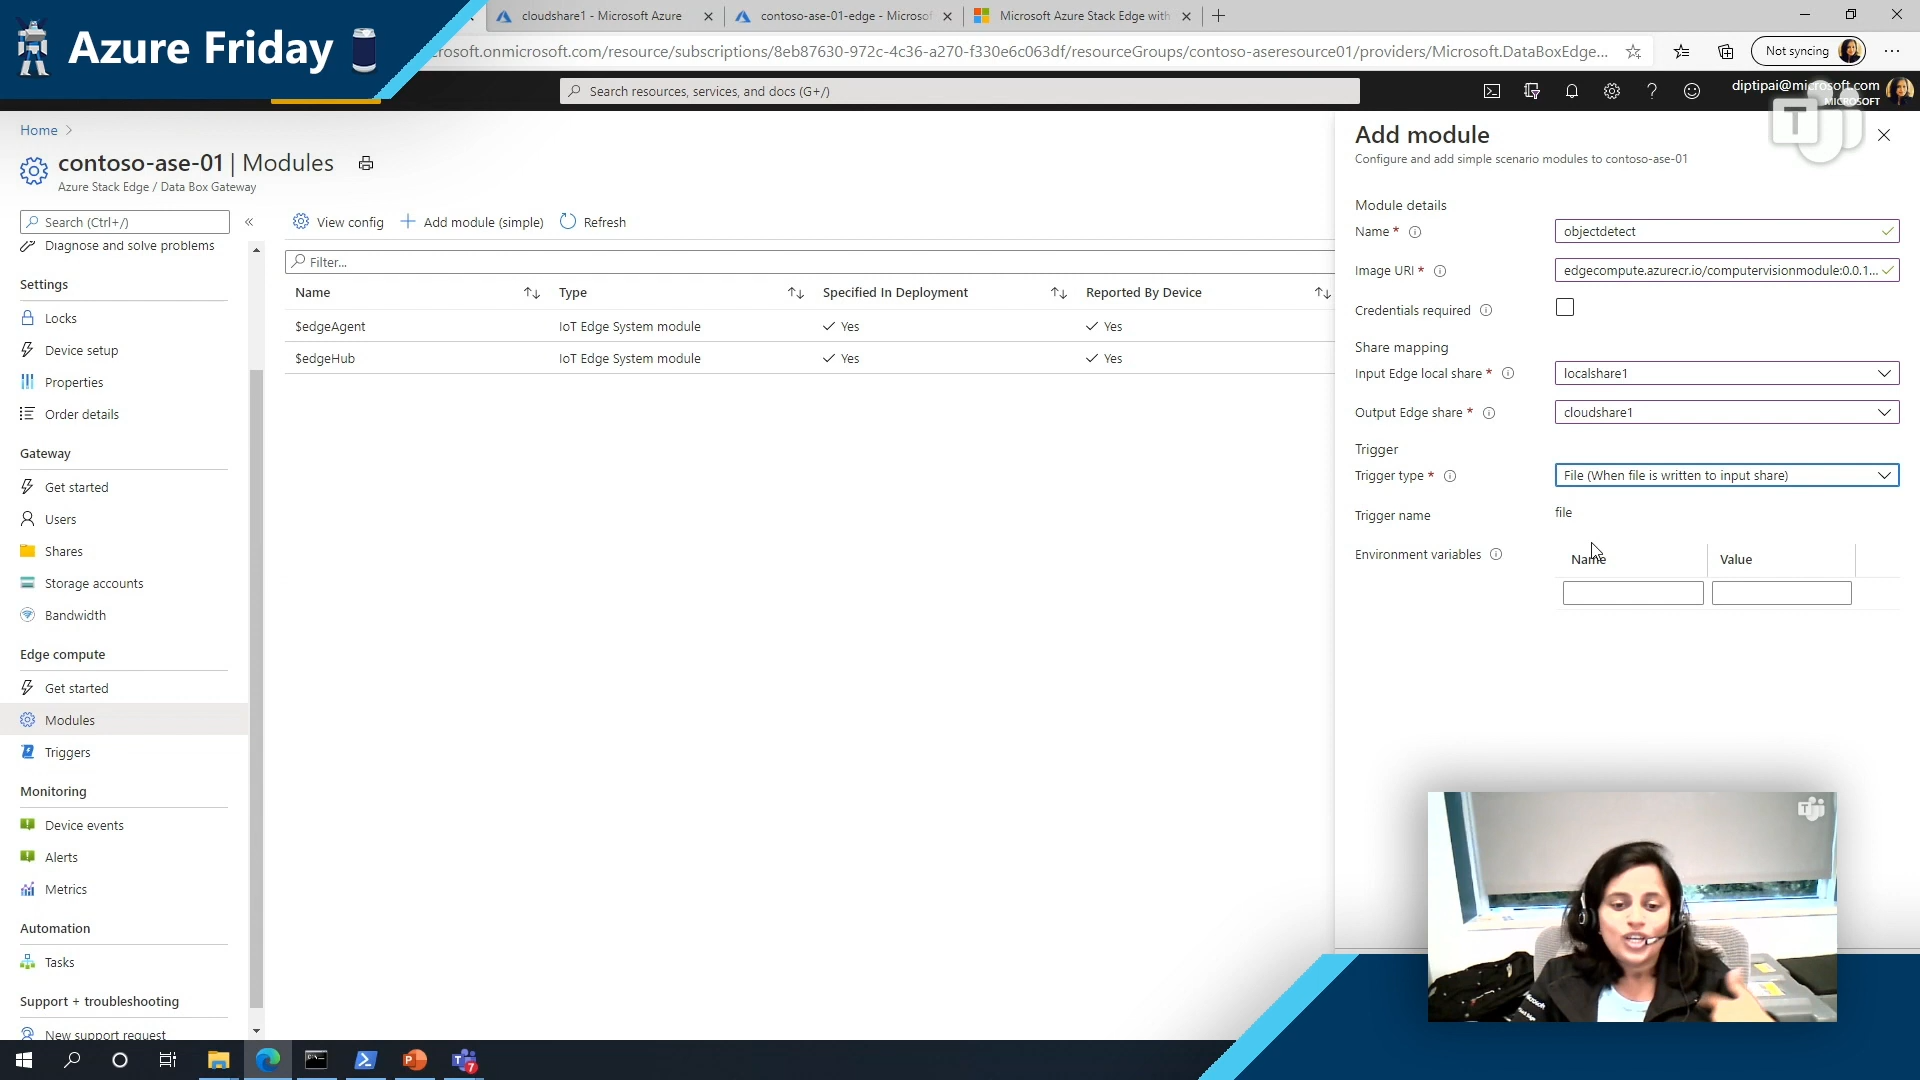 Azure Friday
cloudshare1 - Microsoft Azure
contoso-ase-01-edge - Microsof
Microsoft Azure Stack Edge with
rosoft.onmicrosoft.com/resource/subscriptions/8eb87630-972c-4c36-a270-f330e6c063df/resourceGroups/contoso-aseresource01/providers/Microsoft.DataBoxEdge...
Not syncing
Search resources, services, and docs (G+/)
diptipai@microsoft.com
MICROSOFT
Home
contoso-ase-01 | Modules
Azure Stack Edge / Data Box Gateway
Search (Ctrl+/)
Diagnose and solve problems
Settings
Locks
Device setup
Properties
Order details
Gateway
Get started
Users
Shares
Storage accounts
Bandwidth
Edge compute
Get started
Modules
Triggers
Monitoring
Device events
Alerts
Metrics
Automation
Tasks
Support + troubleshooting
New support request
View config
Add module (simple)
Refresh
Filter...
Name Type Specified In Deployment Reported By Device
$edgeAgent IoT Edge System module Yes Yes
$edgeHub IoT Edge System module Yes Yes
Add module
Configure and add simple scenario modules to contoso-ase-01
Module details
Name * objectdetect
Image URI * edgecompute.azurecr.io/computervisionmodule:0.0.1...
Credentials required
Share mapping
Input Edge local share * localshare1
Output Edge share * cloudshare1
Trigger
Trigger type * File (When file is written to input share)
Trigger name file
Environment variables Name Value
T
T
T 7